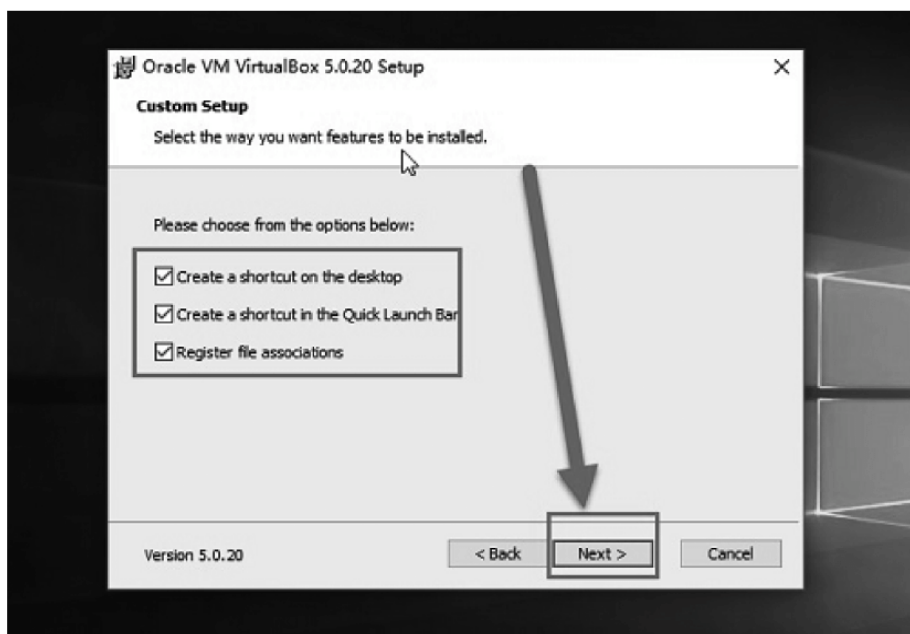 Oracle VM VirtualBox 5.0.20 Setup
Custom Setup
Select the way you want features to be installed.
Please choose from the options below:
Create a shortcut on the desktop
Create a shortcut in the Quick Launch Bar
Register file associations
Version 5.0.20
< Back
Next >
Cancel